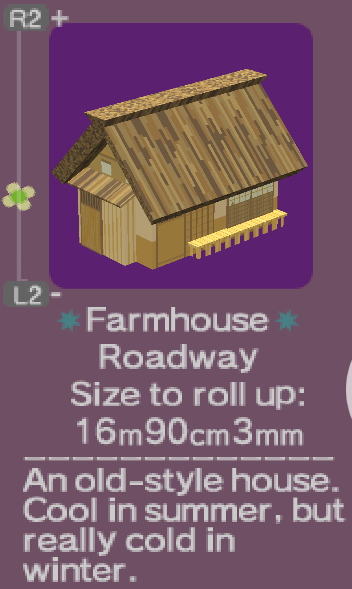 R2 +
L2 -
Farmhouse
Roadway
Size to roll up:
16m90cm3mm
An old-style house.
Cool in summer, but
really cold in
winter.